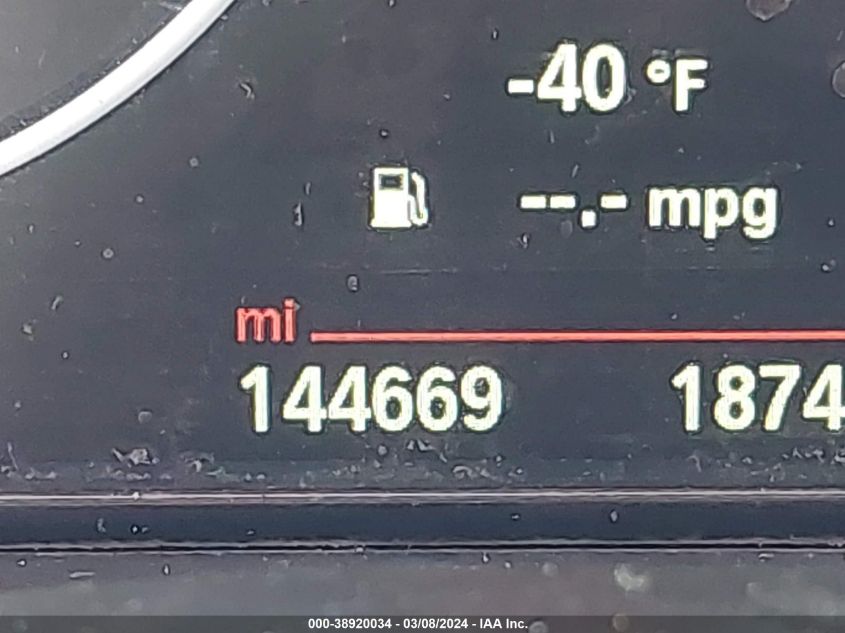 -40 °F
--.- mpg
mi
144669 1874
000-38920034 - 03/08/2024 - IAA Inc.